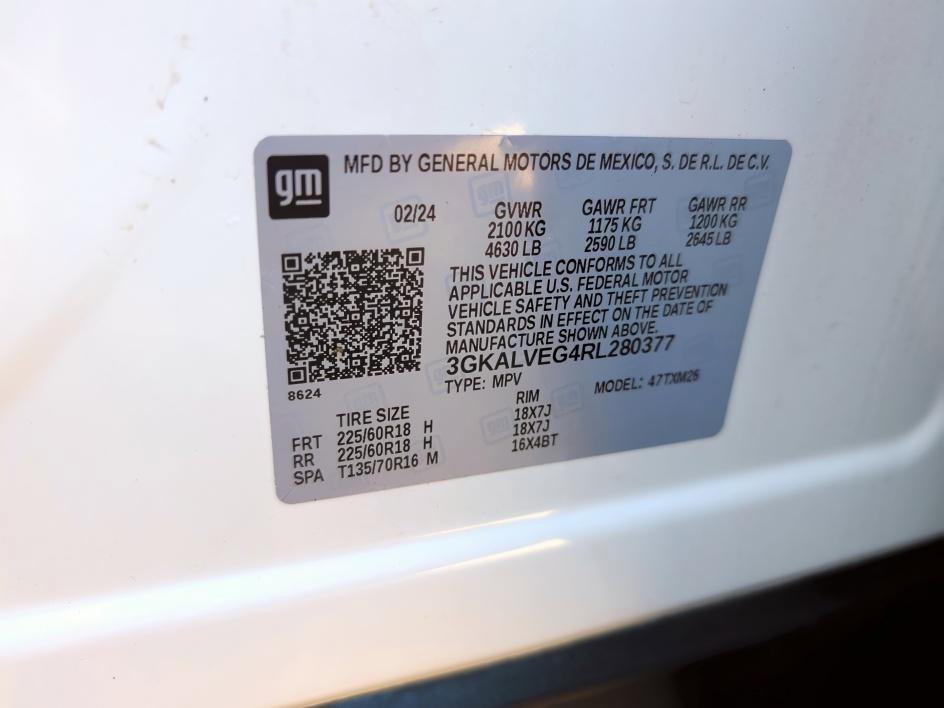 gm MFD BY GENERAL MOTORS DE MEXICO, S. DE R.L. DE C.V.
02/24 GVWR GAWR FRT GAWR RR
2100 KG 1175 KG 1200 KG
4630 LB 2590 LB 2645 LB
THIS VEHICLE CONFORMS TO ALL
APPLICABLE U.S. FEDERAL MOTOR
VEHICLE SAFETY AND THEFT PREVENTION
STANDARDS IN EFFECT ON THE DATE OF
MANUFACTURE SHOWN ABOVE.
3GKALVEG4RL280377
TYPE: MPV MODEL: 47TXM26
8624
TIRE SIZE RIM
FRT 225/60R18 H 18X7J
RR 225/60R18 H 18X7J
SPA T135/70R16 M 16X4BT